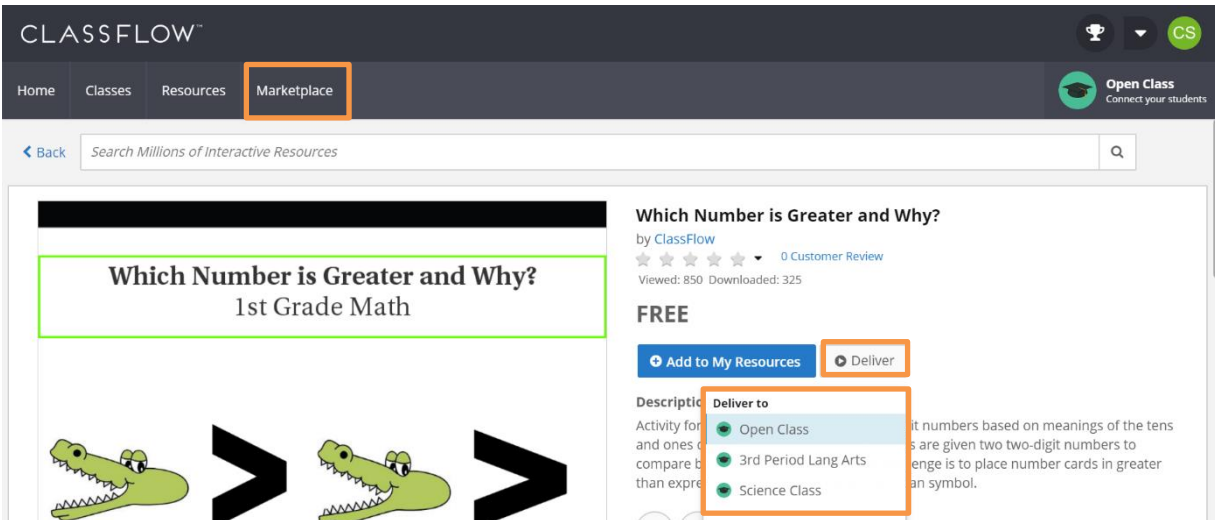 CLASSFLOW™
CS
Home Classes Resources Marketplace
Open Class
Connect your students
Back
Search Millions of Interactive Resources
Which Number is Greater and Why?
1st Grade Math
Which Number is Greater and Why?
by ClassFlow
0 Customer Review
Viewed: 850 Downloaded: 325
FREE
Add to My Resources
Deliver
Deliver to
Open Class
3rd Period Lang Arts
Science Class
Activity for it numbers based on meanings of the tens
and ones are given two two-digit numbers to
compare enge is to place number cards in greater
than expre an symbol.